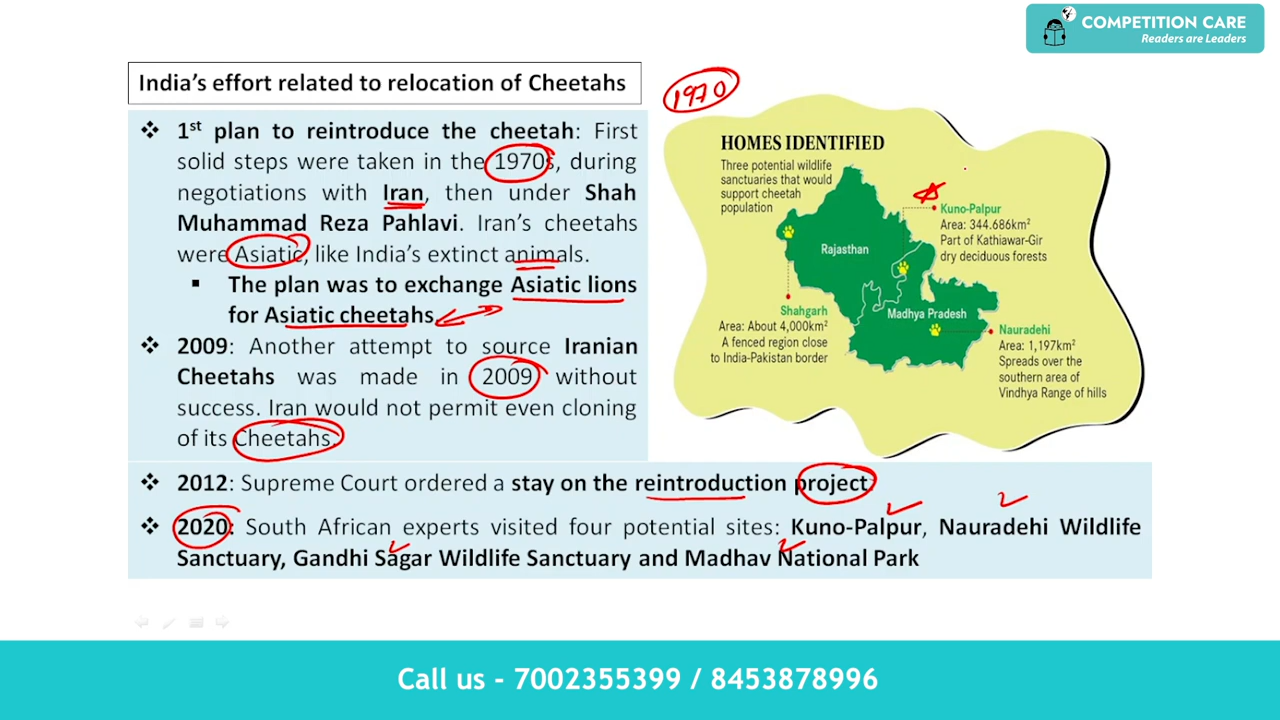 COMPETITION CARE
Readers are Leaders
India's effort related to relocation of Cheetahs
1970
❖ 1st plan to reintroduce the cheetah: First
solid steps were taken in the 1970s, during
negotiations with Iran, then under Shah
Muhammad Reza Pahlavi. Iran's cheetahs
were Asiatic, like India's extinct animals.
▪ The plan was to exchange Asiatic lions
for Asiatic cheetahs.
❖ 2009: Another attempt to source Iranian
Cheetahs was made in 2009 without
success. Iran would not permit even cloning
of its Cheetahs.
HOMES IDENTIFIED
Three potential wildlife
sanctuaries that would
support cheetah
population
Kuno-Palpur
Area: 344.686km²
Part of Kathiawar-Gir
dry deciduous forests
Rajasthan
Shahgarh
Area: About 4,000km²
A fenced region close
to India-Pakistan border
Madhya Pradesh
Nauradehi
Area: 1,197km²
Spreads over the
southern area of
Vindhya Range of hills
❖ 2012: Supreme Court ordered a stay on the reintroduction project
❖ 2020: South African experts visited four potential sites: Kuno-Palpur, Nauradehi Wildlife
Sanctuary, Gandhi Sagar Wildlife Sanctuary and Madhav National Park
Call us - 7002355399 / 8453878996